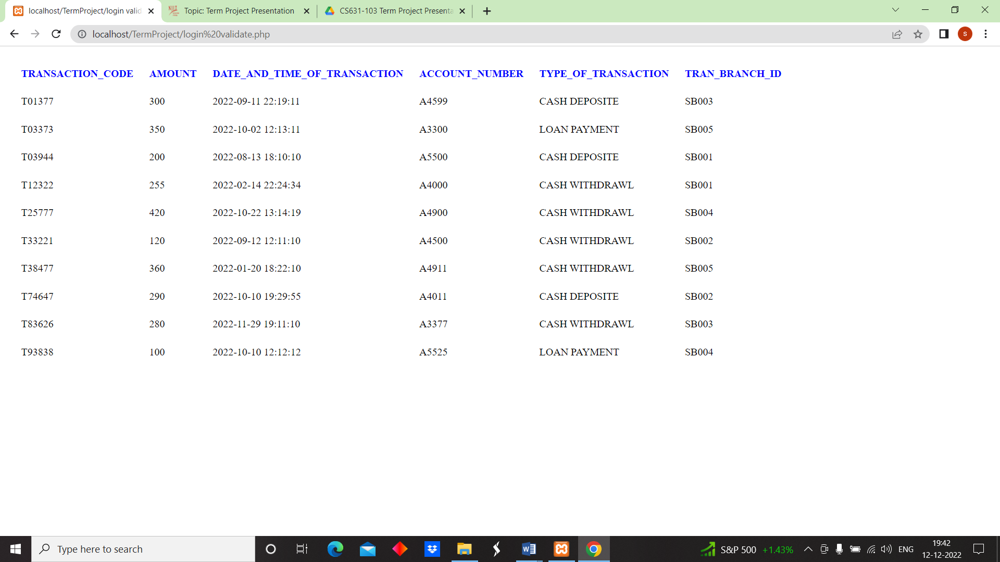 localhost/TermProject/login valid
Topic: Term Project Presentation
CS631-103 Term Project Presenta
localhost/TermProject/login%20validate.php
S
TRANSACTION_CODE AMOUNT DATE_AND_TIME_OF_TRANSACTION ACCOUNT_NUMBER TYPE_OF_TRANSACTION TRAN_BRANCH_ID
T01377 300 2022-09-11 22:19:11 A4599 CASH DEPOSITE SB003
T03373 350 2022-10-02 12:13:11 A3300 LOAN PAYMENT SB005
T03944 200 2022-08-13 18:10:10 A5500 CASH DEPOSITE SB001
T12322 255 2022-02-14 22:24:34 A4000 CASH WITHDRAWL SB001
T25777 420 2022-10-22 13:14:19 A4900 CASH WITHDRAWL SB004
T33221 120 2022-09-12 12:11:10 A4500 CASH WITHDRAWL SB002
T38477 360 2022-01-20 18:22:10 A4911 CASH WITHDRAWL SB005
T74647 290 2022-10-10 19:29:55 A4011 CASH DEPOSITE SB002
T83626 280 2022-11-29 19:11:10 A3377 CASH WITHDRAWL SB003
T93838 100 2022-10-10 12:12:12 A5525 LOAN PAYMENT SB004
Type here to search
S&P 500 +1.43%
ENG
19:42
12-12-2022